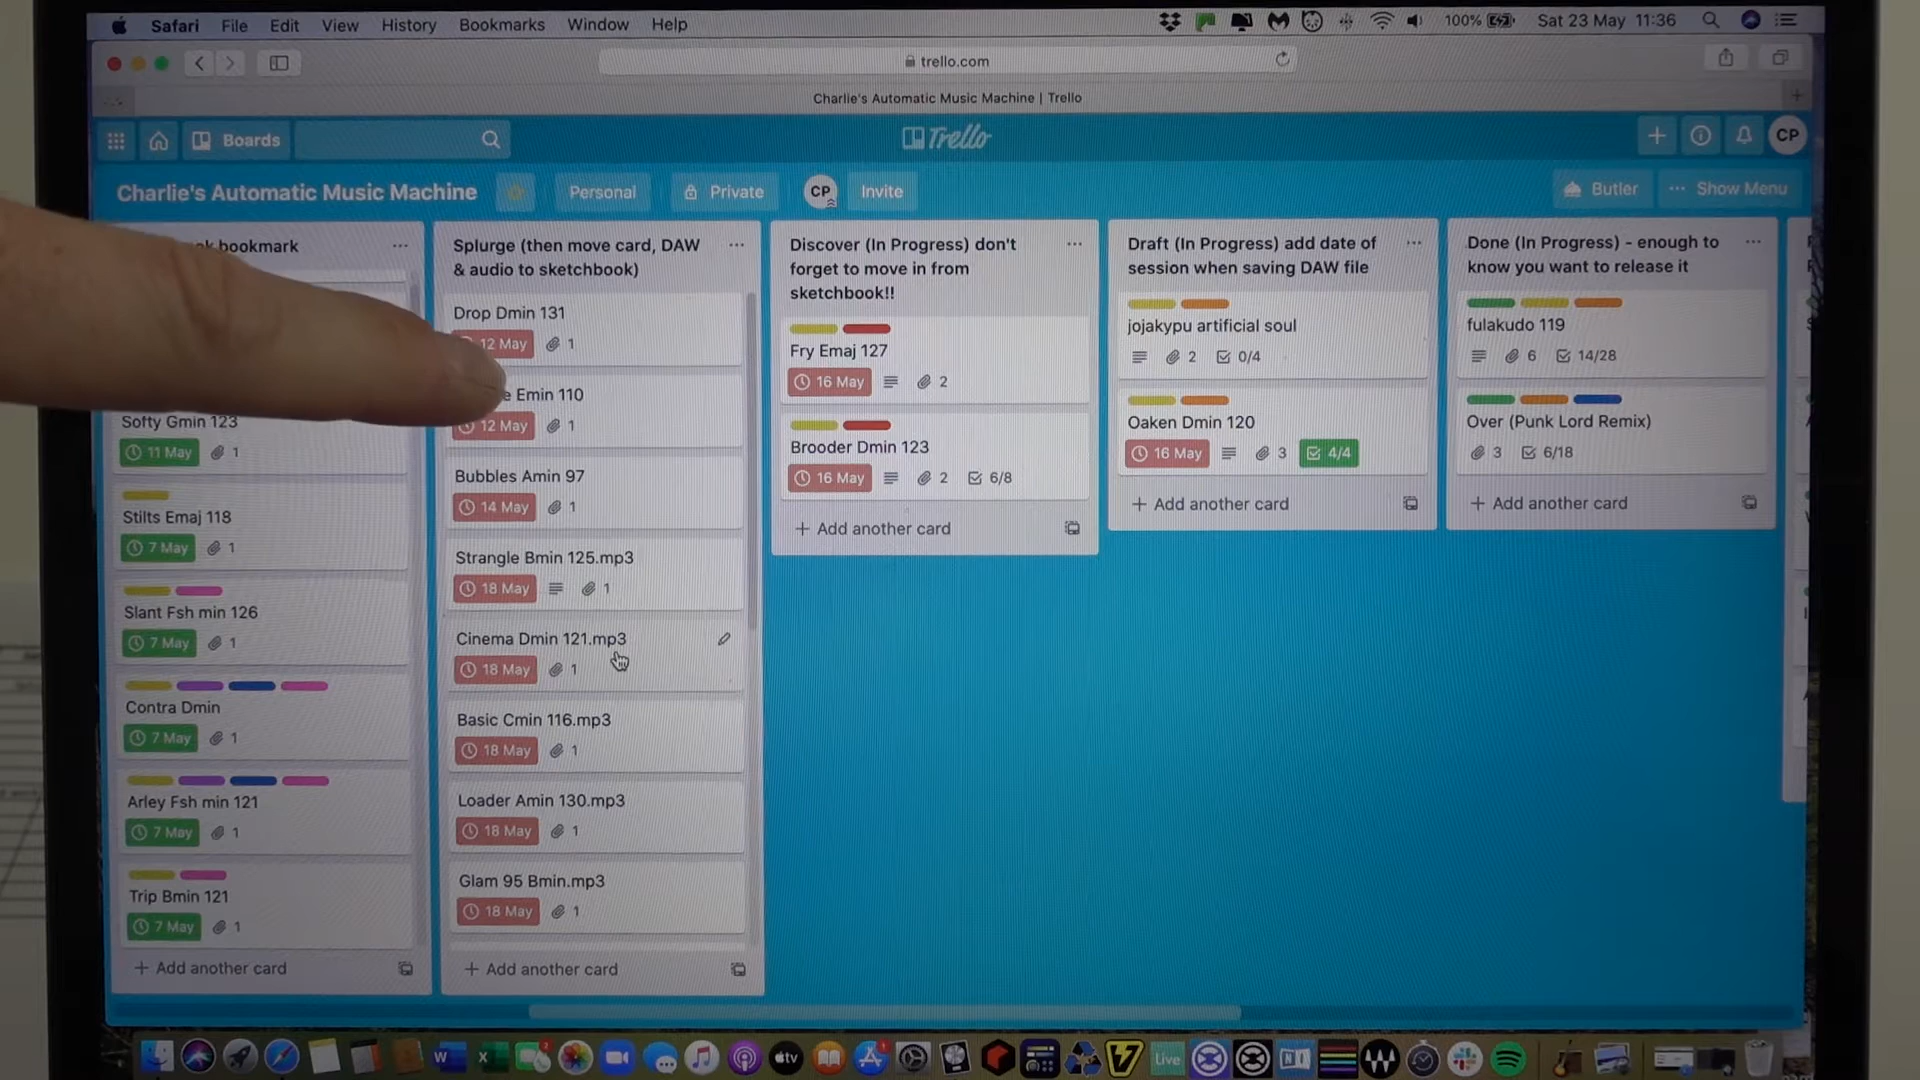 Safari File Edit View History Bookmarks Window Help 100% Sat 23 May 11:36
trello.com
Charlie's Automatic Music Machine | Trello
Boards Trello CP
Charlie's Automatic Music Machine Personal Private CP Invite Butler ... Show Menu
bookmark
Softy Gmin 123
11 May 1
Stilts Emaj 118
7 May 1
Slant Fsh min 126
7 May 1
Contra Dmin
7 May 1
Arley Fsh min 121
7 May 1
Trip Bmin 121
7 May 1
+ Add another card
Splurge (then move card, DAW
& audio to sketchbook)
Drop Dmin 131
12 May 1
Emin 110
12 May 1
Bubbles Amin 97
14 May 1
Strangle Bmin 125.mp3
18 May 1
Cinema Dmin 121.mp3
18 May 1
Basic Cmin 116.mp3
18 May 1
Loader Amin 130.mp3
18 May 1
Glam 95 Bmin.mp3
18 May 1
+ Add another card
Discover (In Progress) don't
forget to move in from
sketchbook!!
Fry Emaj 127
16 May 2
Brooder Dmin 123
16 May 2 6/8
+ Add another card
Draft (In Progress) add date of
session when saving DAW file
jojakypu artificial soul
2 0/4
Oaken Dmin 120
16 May 3 4/4
+ Add another card
Done (In Progress) - enough to
know you want to release it
fulakudo 119
6 14/28
Over (Punk Lord Remix)
3 6/18
+ Add another card
W X tv Live